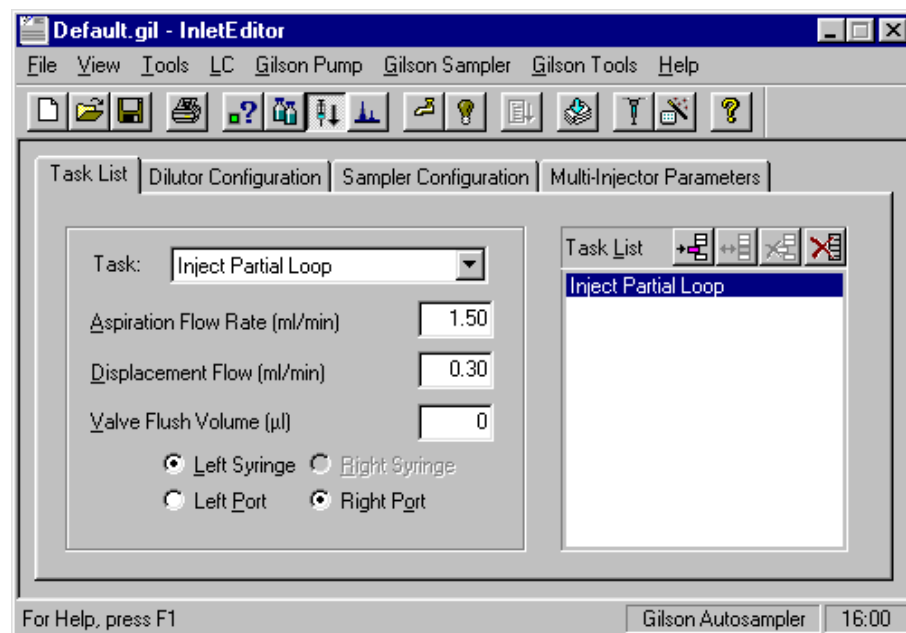 Default.gil - InletEditor
File View Tools LC Gilson Pump Gilson Sampler Gilson Tools Help
Task List Dilutor Configuration Sampler Configuration Multi-Injector Parameters
Task: Inject Partial Loop
Aspiration Flow Rate (ml/min) 1.50
Displacement Flow (ml/min) 0.30
Valve Flush Volume (µl) 0
Left Syringe Right Syringe
Left Port Right Port
Task List
Inject Partial Loop
For Help, press F1 Gilson Autosampler 16:00